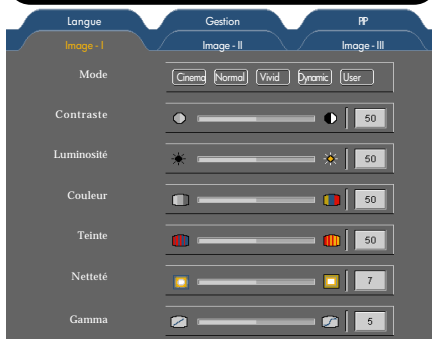 Langue Gestion PIP
Image - I Image - II Image - III
Mode Cinema Normal Vivid Dynamic User
Contraste 50
Luminosité 50
Couleur 50
Teinte 50
Netteté 7
Gamma 5